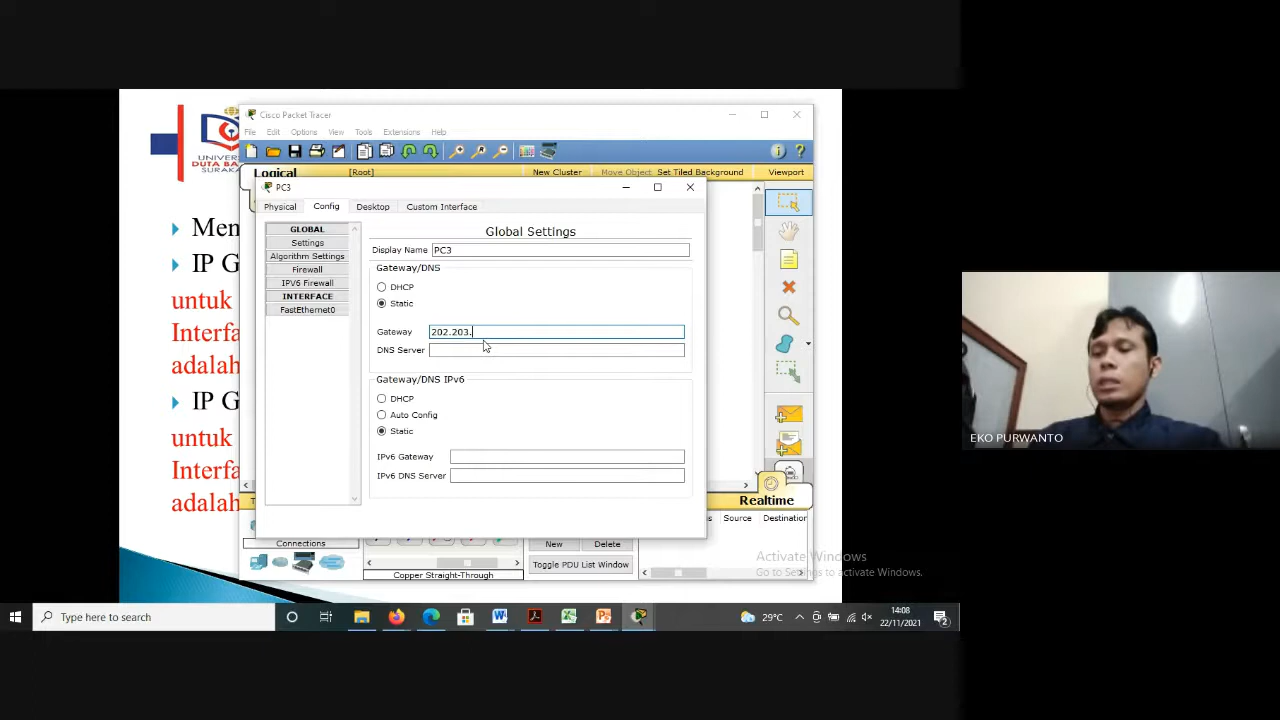 UNIVER
DUTA BA
SURAKA
Men
IP G
untuk
Interfa
adalah
IP G
untuk
Interfa
adalah
Cisco Packet Tracer
File Edit Options View Tools Extensions Help
Logical [Root] New Cluster Move Object Set Tiled Background Viewport
PC3
Physical Config Desktop Custom Interface
GLOBAL
Settings
Algorithm Settings
Firewall
IPV6 Firewall
INTERFACE
FastEthernet0
Global Settings
Display Name PC3
Gateway/DNS
DHCP
Static
Gateway 202.203.
DNS Server
Gateway/DNS IPv6
DHCP
Auto Config
Static
IPv6 Gateway
IPv6 DNS Server
Realtime
Source Destination
Connections
New Delete
Toggle PDU List Window
Copper Straight-Through
Activate Windows
Go to Settings to activate Windows.
EKO PURWANTO
Type here to search
29°C
14:08
22/11/2021
2